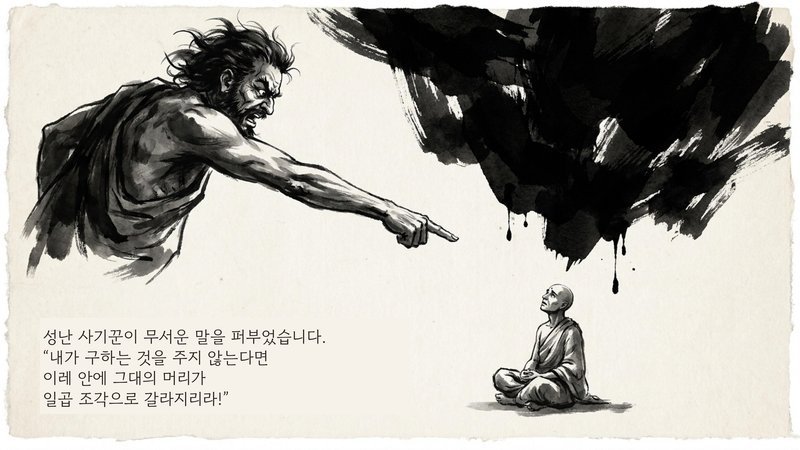 성난 사기꾼이 무서운 말을 퍼부었습니다.
“내가 구하는 것을 주지 않는다면
이레 안에 그대의 머리가
일곱 조각으로 갈라지리라!”